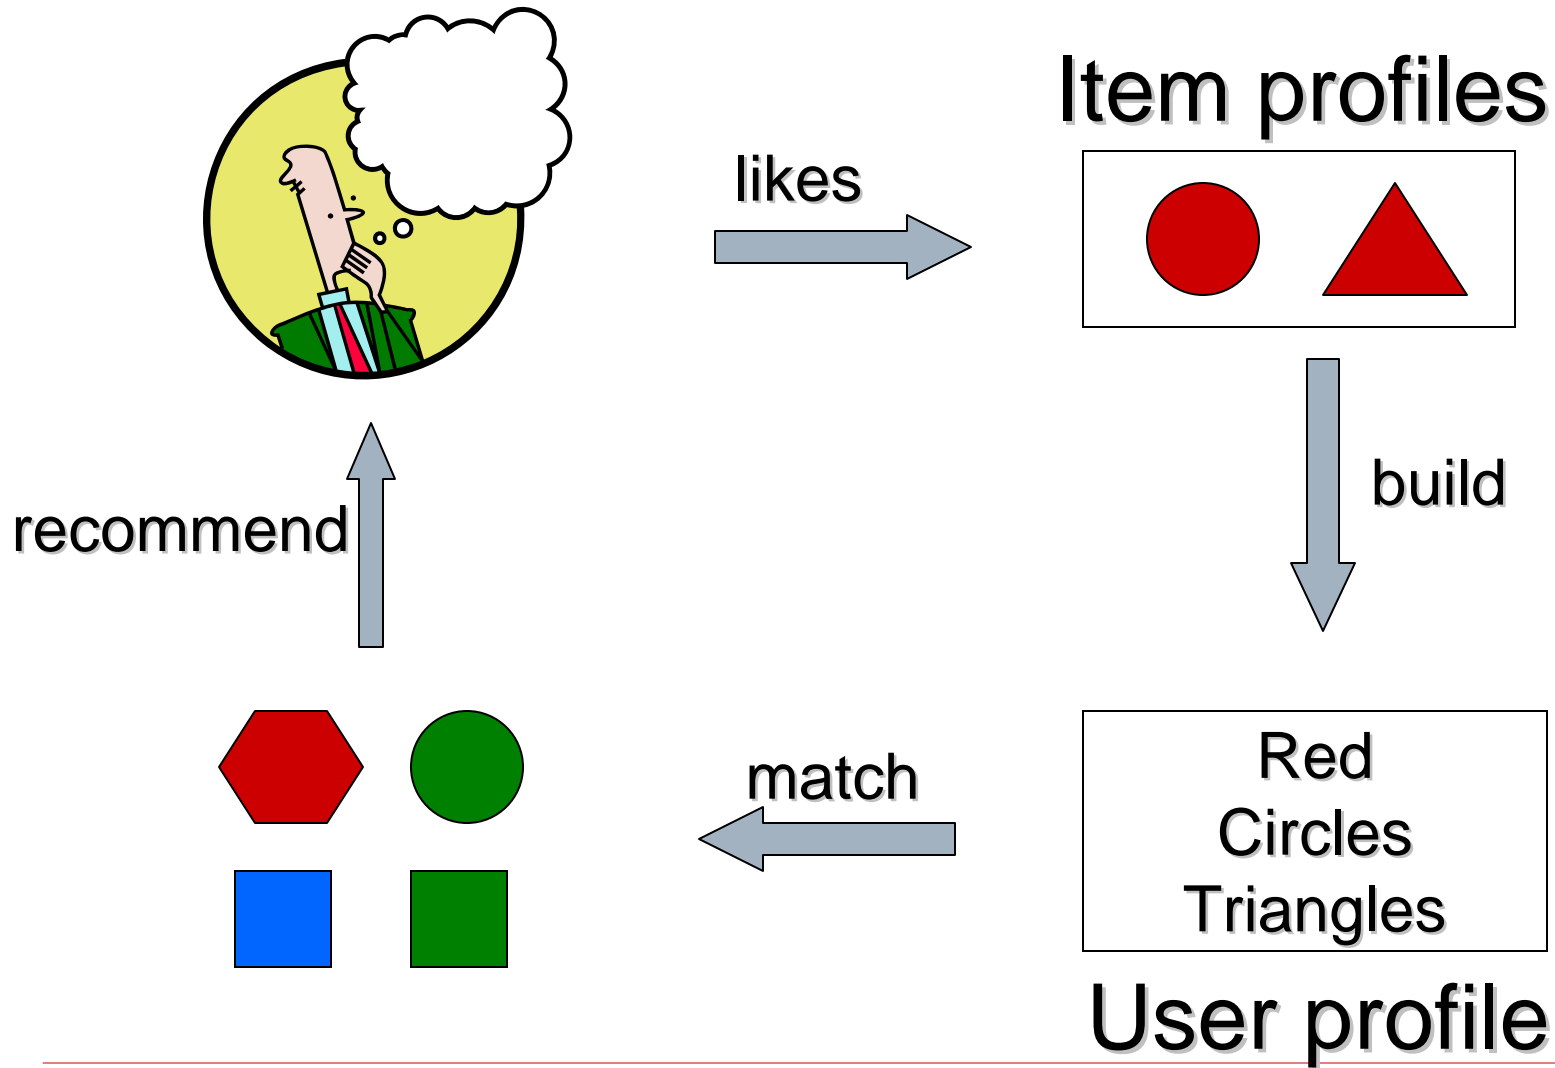 Item profiles
likes
build
recommend
match
Red
Circles
Triangles
User profile